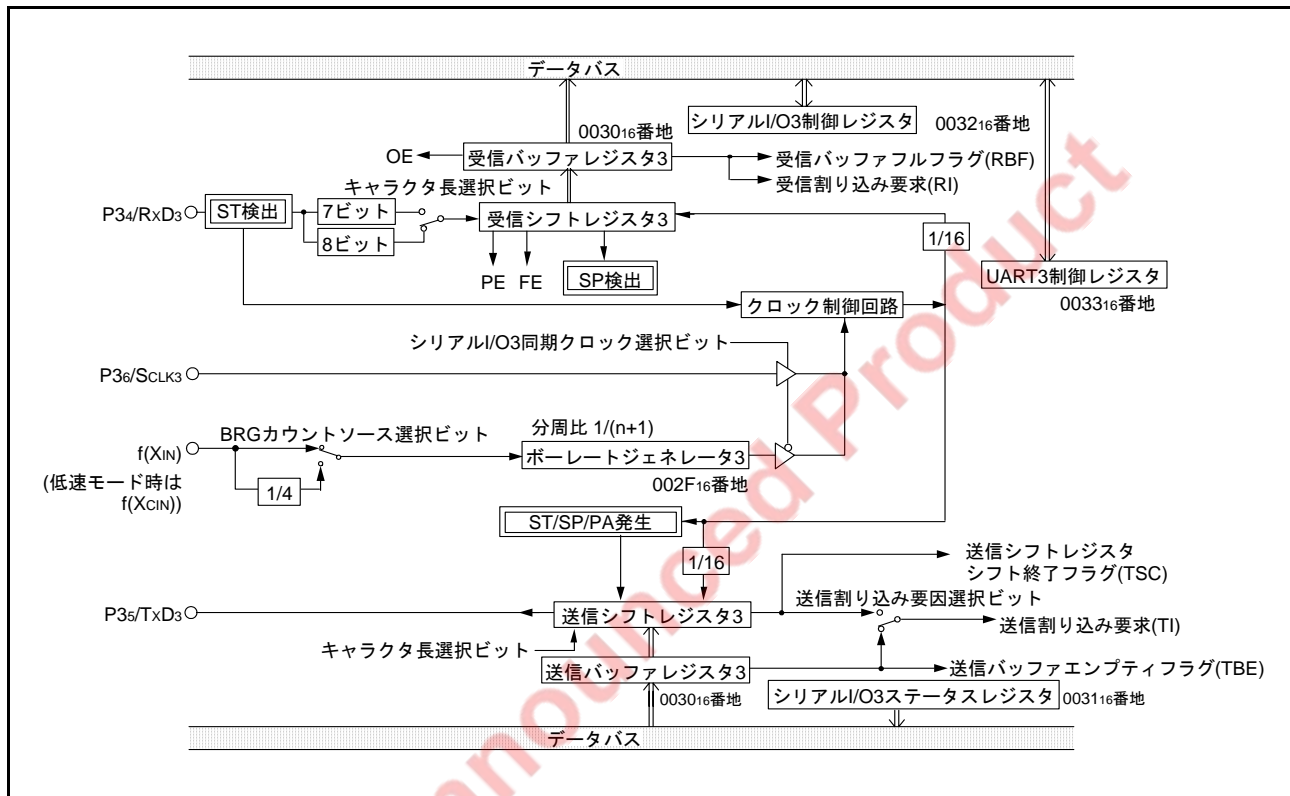 データバス
シリアルI/O3制御レジスタ
003216番地
003016番地
OE
受信バッファレジスタ3
受信バッファフルフラグ(RBF)
受信割り込み要求(RI)
キャラクタ長選択ビット
P34/RXD3
ST検出
7ビット
8ビット
受信シフトレジスタ3
1/16
PE
FE
SP検出
UART3制御レジスタ
003316番地
クロック制御回路
シリアルI/O3同期クロック選択ビット
P36/SCLK3
BRGカウントソース選択ビット
分周比 1/(n+1)
f(XIN)
ボーレートジェネレータ3
002F16番地
(低速モード時は
f(XCIN))
1/4
ST/SP/PA発生
1/16
送信シフトレジスタ
シフト終了フラグ(TSC)
P35/TXD3
送信シフトレジスタ3
送信割り込み要因選択ビット
送信割り込み要求(TI)
キャラクタ長選択ビット
送信バッファレジスタ3
送信バッファエンプティフラグ(TBE)
003016番地
シリアルI/O3ステータスレジスタ
003116番地
データバス
nounced Product